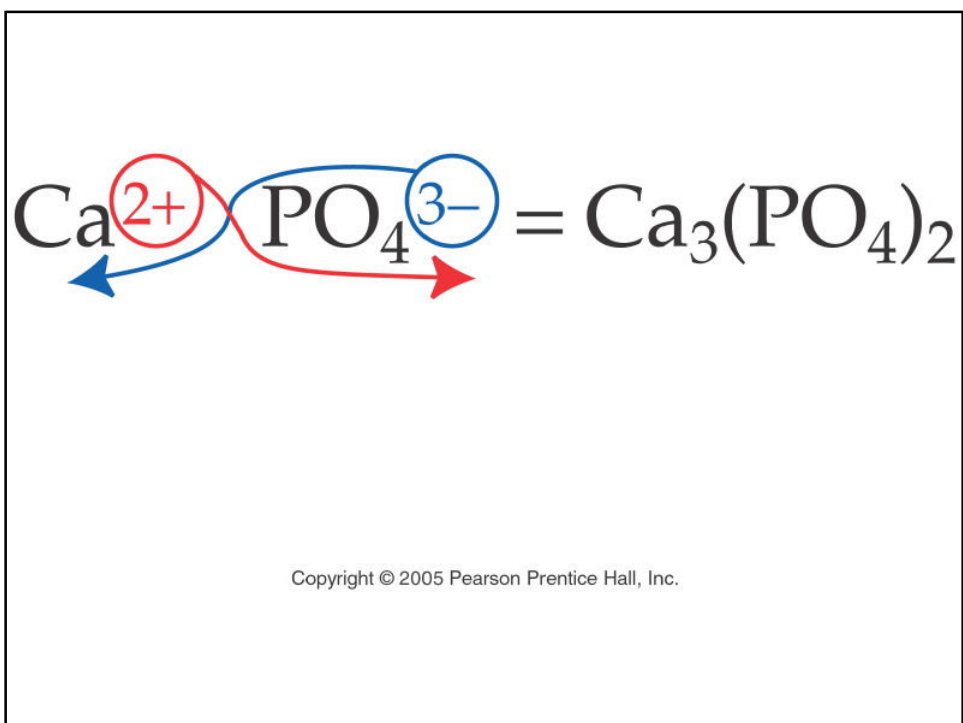 Ca²⁺ PO₄³⁻ = Ca₃(PO₄)₂
Copyright © 2005 Pearson Prentice Hall, Inc.